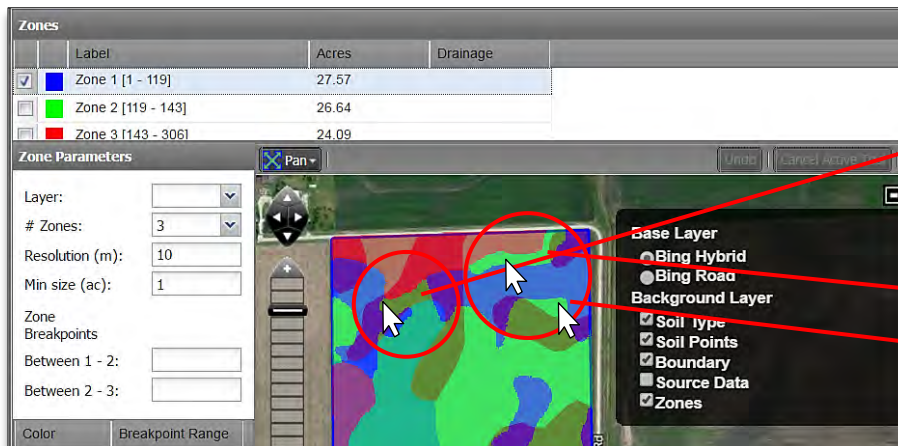 Zones
Label Acres Drainage
Zone 1 [1 - 119] 27.57
Zone 2 [119 - 143] 26.64
Zone 3 [143 - 306] 24.09
Zone Parameters
Pan
Undo
Cancel Active Tool
Layer:
# Zones: 3
Resolution (m): 10
Min size (ac): 1
Zone
Breakpoints
Between 1 - 2:
Between 2 - 3:
Color Breakpoint Range
Base Layer
Bing Hybrid
Bing Road
Background Layer
Soil Type
Soil Points
Boundary
Source Data
Zones
Rd